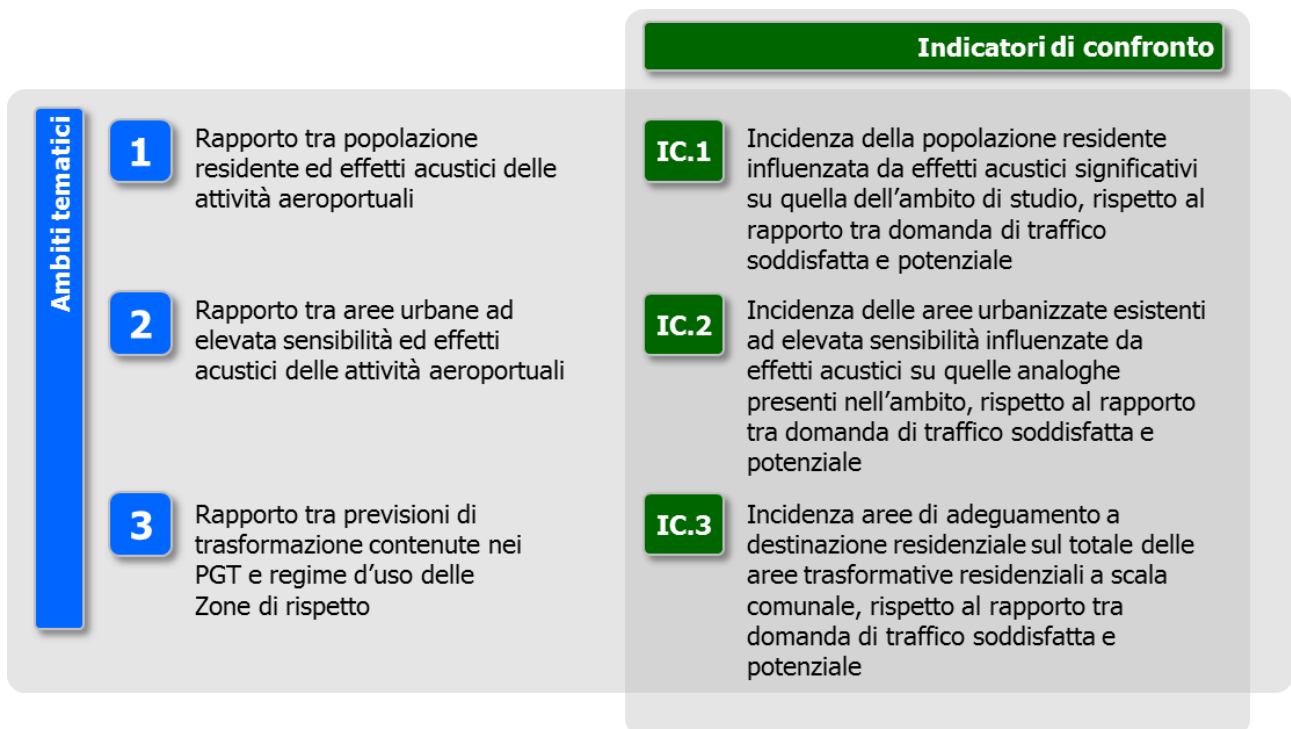 Indicatori di confronto
Ambiti tematici
1
Rapporto tra popolazione
residente ed effetti acustici delle
attività aeroportuali
IC.1
Incidenza della popolazione residente
influenzata da effetti acustici significativi
su quella dell’ambito di studio, rispetto al
rapporto tra domanda di traffico
soddisfatta e potenziale
2
Rapporto tra aree urbane ad
elevata sensibilità ed effetti
acustici delle attività aeroportuali
IC.2
Incidenza delle aree urbanizzate esistenti
ad elevata sensibilità influenzate da
effetti acustici su quelle analoghe
presenti nell’ambito, rispetto al rapporto
tra domanda di traffico soddisfatta e
potenziale
3
Rapporto tra previsioni di
trasformazione contenute nei
PGT e regime d’uso delle
Zone di rispetto
IC.3
Incidenza aree di adeguamento a
destinazione residenziale sul totale delle
aree trasformative residenziali a scala
comunale, rispetto al rapporto tra
domanda di traffico soddisfatta e
potenziale